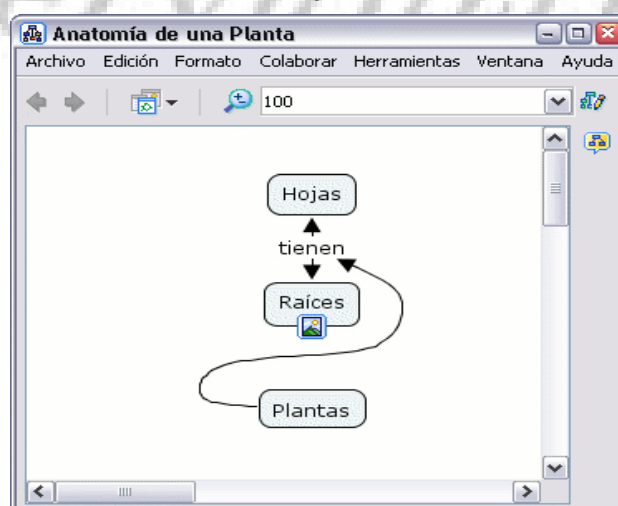 Anatomía de una Planta
Archivo Edición Formato Colaborar Herramientas Ventana Ayuda
100
Hojas
tienen
Raíces
Plantas